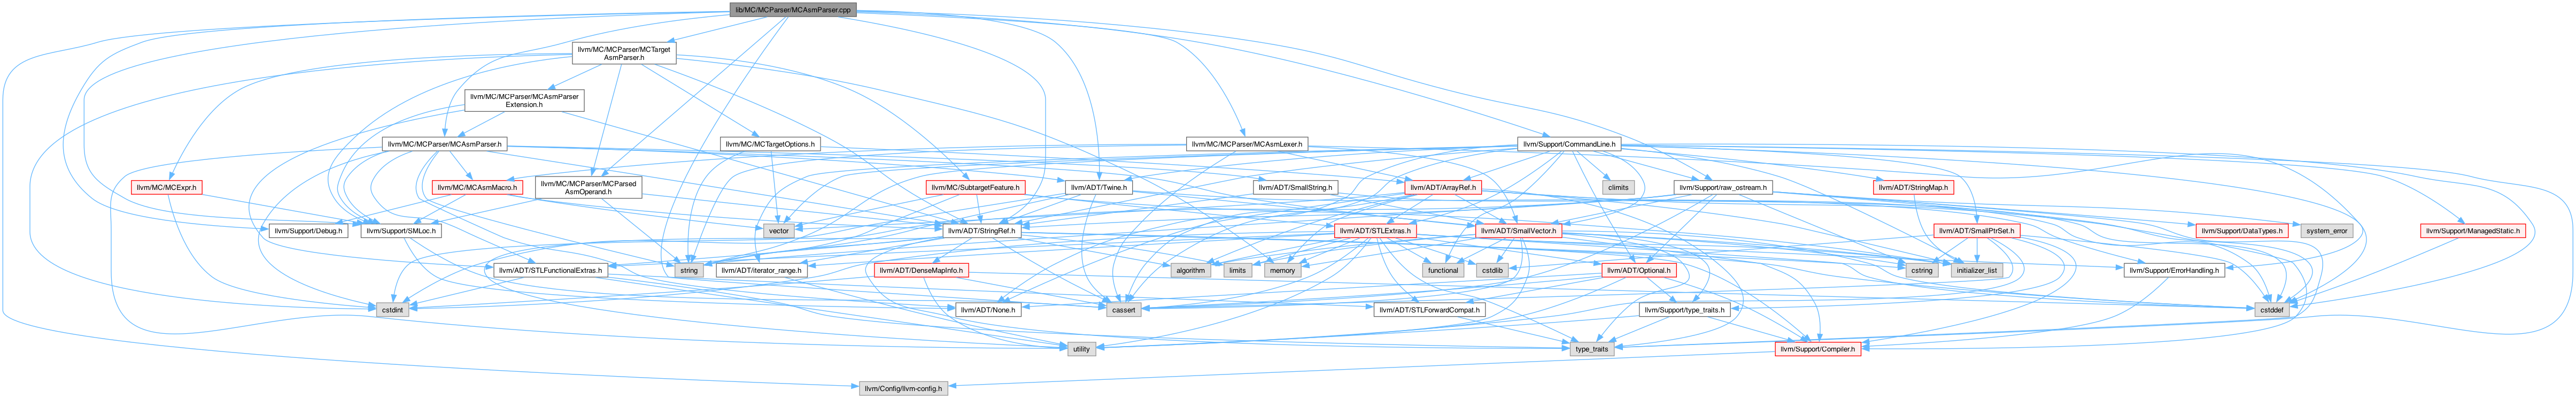 lib/MC/MCParser/MCAsmParser.cpp
llvm/MC/MCParser/MCTarget
AsmParser.h
llvm/MC/MCParser/MCAsmParser
Extension.h
llvm/MC/MCParser/MCAsmParser.h
llvm/MC/MCTargetOptions.h
llvm/MC/MCParser/MCAsmLexer.h
llvm/Support/CommandLine.h
llvm/MC/MCExpr.h
llvm/MC/MCAsmMacro.h
llvm/MC/MCParser/MCParsed
AsmOperand.h
llvm/MC/SubtargetFeature.h
llvm/ADT/Twine.h
llvm/ADT/SmallString.h
llvm/ADT/ArrayRef.h
climits
llvm/Support/raw_ostream.h
llvm/ADT/StringMap.h
llvm/Support/Debug.h
llvm/Support/SMLoc.h
vector
llvm/ADT/StringRef.h
llvm/ADT/STLExtras.h
llvm/ADT/SmallVector.h
llvm/ADT/SmallPtrSet.h
llvm/Support/DataTypes.h
system_error
llvm/Support/ManagedStatic.h
llvm/ADT/STLFunctionalExtras.h
string
llvm/ADT/iterator_range.h
llvm/ADT/DenseMapInfo.h
algorithm
limits
memory
functional
cstdlib
llvm/ADT/Optional.h
cstring
initializer_list
llvm/Support/ErrorHandling.h
cstdint
llvm/ADT/None.h
cassert
llvm/ADT/STLForwardCompat.h
llvm/Support/type_traits.h
cstddef
utility
type_traits
llvm/Support/Compiler.h
llvm/Config/llvm-config.h